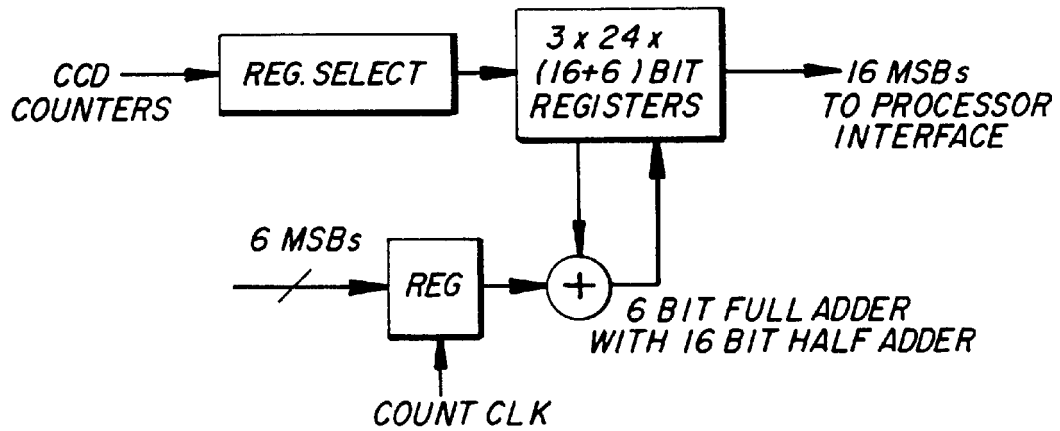 CCD
COUNTERS
REG. SELECT
3 x 24 x
(16+6) BIT
REGISTERS
16 MSBs
TO PROCESSOR
INTERFACE
6 MSBs
REG
+
6 BIT FULL ADDER
WITH 16 BIT HALF ADDER
COUNT CLK